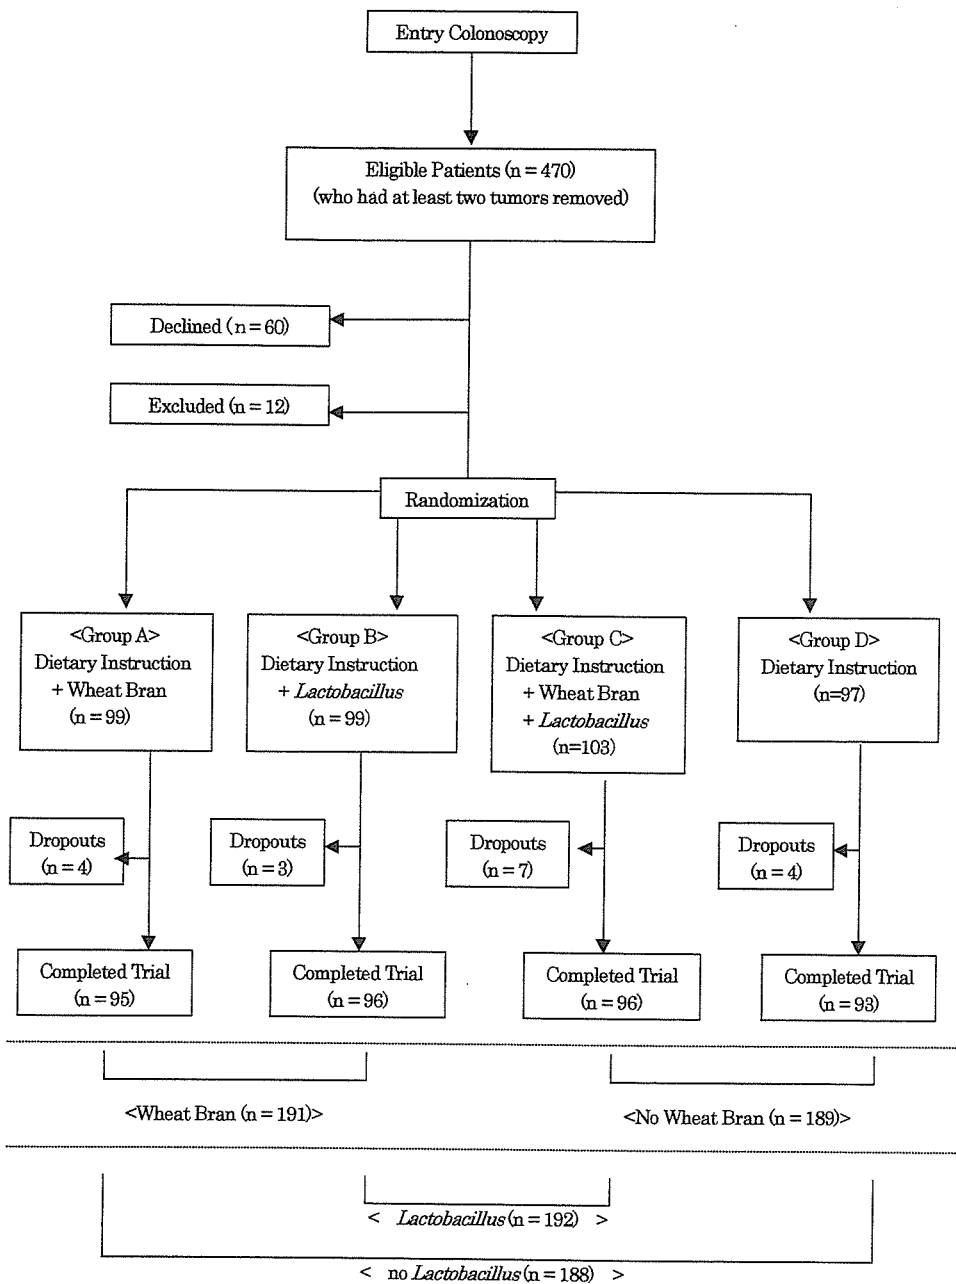 Entry Colonoscopy
Eligible Patients (n = 470)
(who had at least two tumors removed)
Declined (n = 60)
Excluded (n = 12)
Randomization
<Group A>
Dietary Instruction
+ Wheat Bran
(n = 99)
<Group B>
Dietary Instruction
+ Lactobacillus
(n = 99)
<Group C>
Dietary Instruction
+ Wheat Bran
+ Lactobacillus
(n=103)
<Group D>
Dietary Instruction
(n=97)
Dropouts
(n = 4)
Dropouts
(n = 3)
Dropouts
(n = 7)
Dropouts
(n = 4)
Completed Trial
(n = 95)
Completed Trial
(n = 96)
Completed Trial
(n = 96)
Completed Trial
(n = 93)
<Wheat Bran (n = 191)>
<No Wheat Bran (n = 189)>
< Lactobacillus (n = 192) >
< no Lactobacillus (n = 188) >